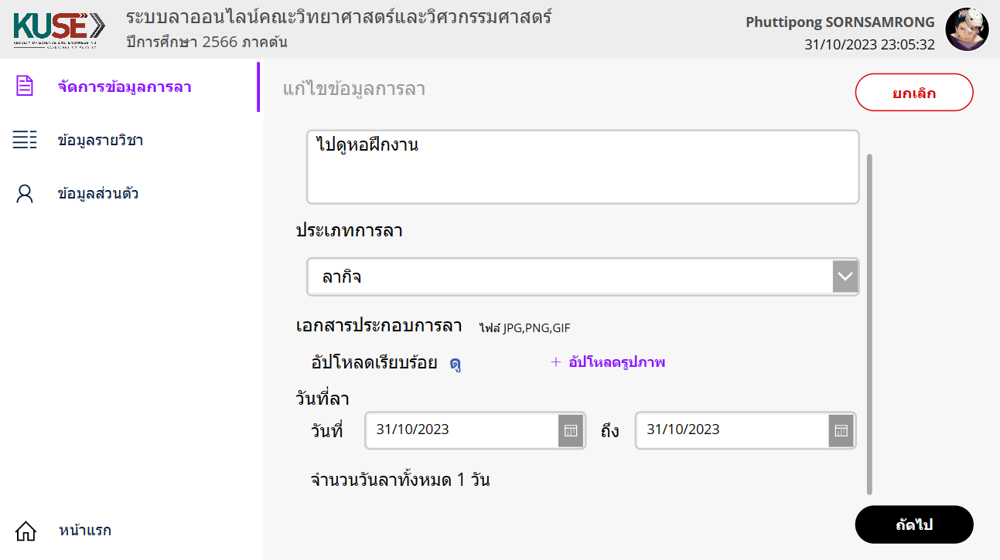 KUSE
FACULTY OF SCIENCE AND ENGINEERING
ระบบลาออนไลน์คณะวิทยาศาสตร์และวิศวกรรมศาสตร์
ปีการศึกษา 2566 ภาคต้น
Phuttipong SORNSAMRONG
31/10/2023 23:05:32
จัดการข้อมูลการลา
ข้อมูลรายวิชา
ข้อมูลส่วนตัว
หน้าแรก
แก้ไขข้อมูลการลา
ยกเลิก
ไปดูหอฝึกงาน
ประเภทการลา
ลากิจ
เอกสารประกอบการลา ไฟล์ JPG,PNG,GIF
อัปโหลดเรียบร้อย ดู + อัปโหลดรูปภาพ
วันที่ลา
วันที่ 31/10/2023 ถึง 31/10/2023
จำนวนวันลาทั้งหมด 1 วัน
ถัดไป